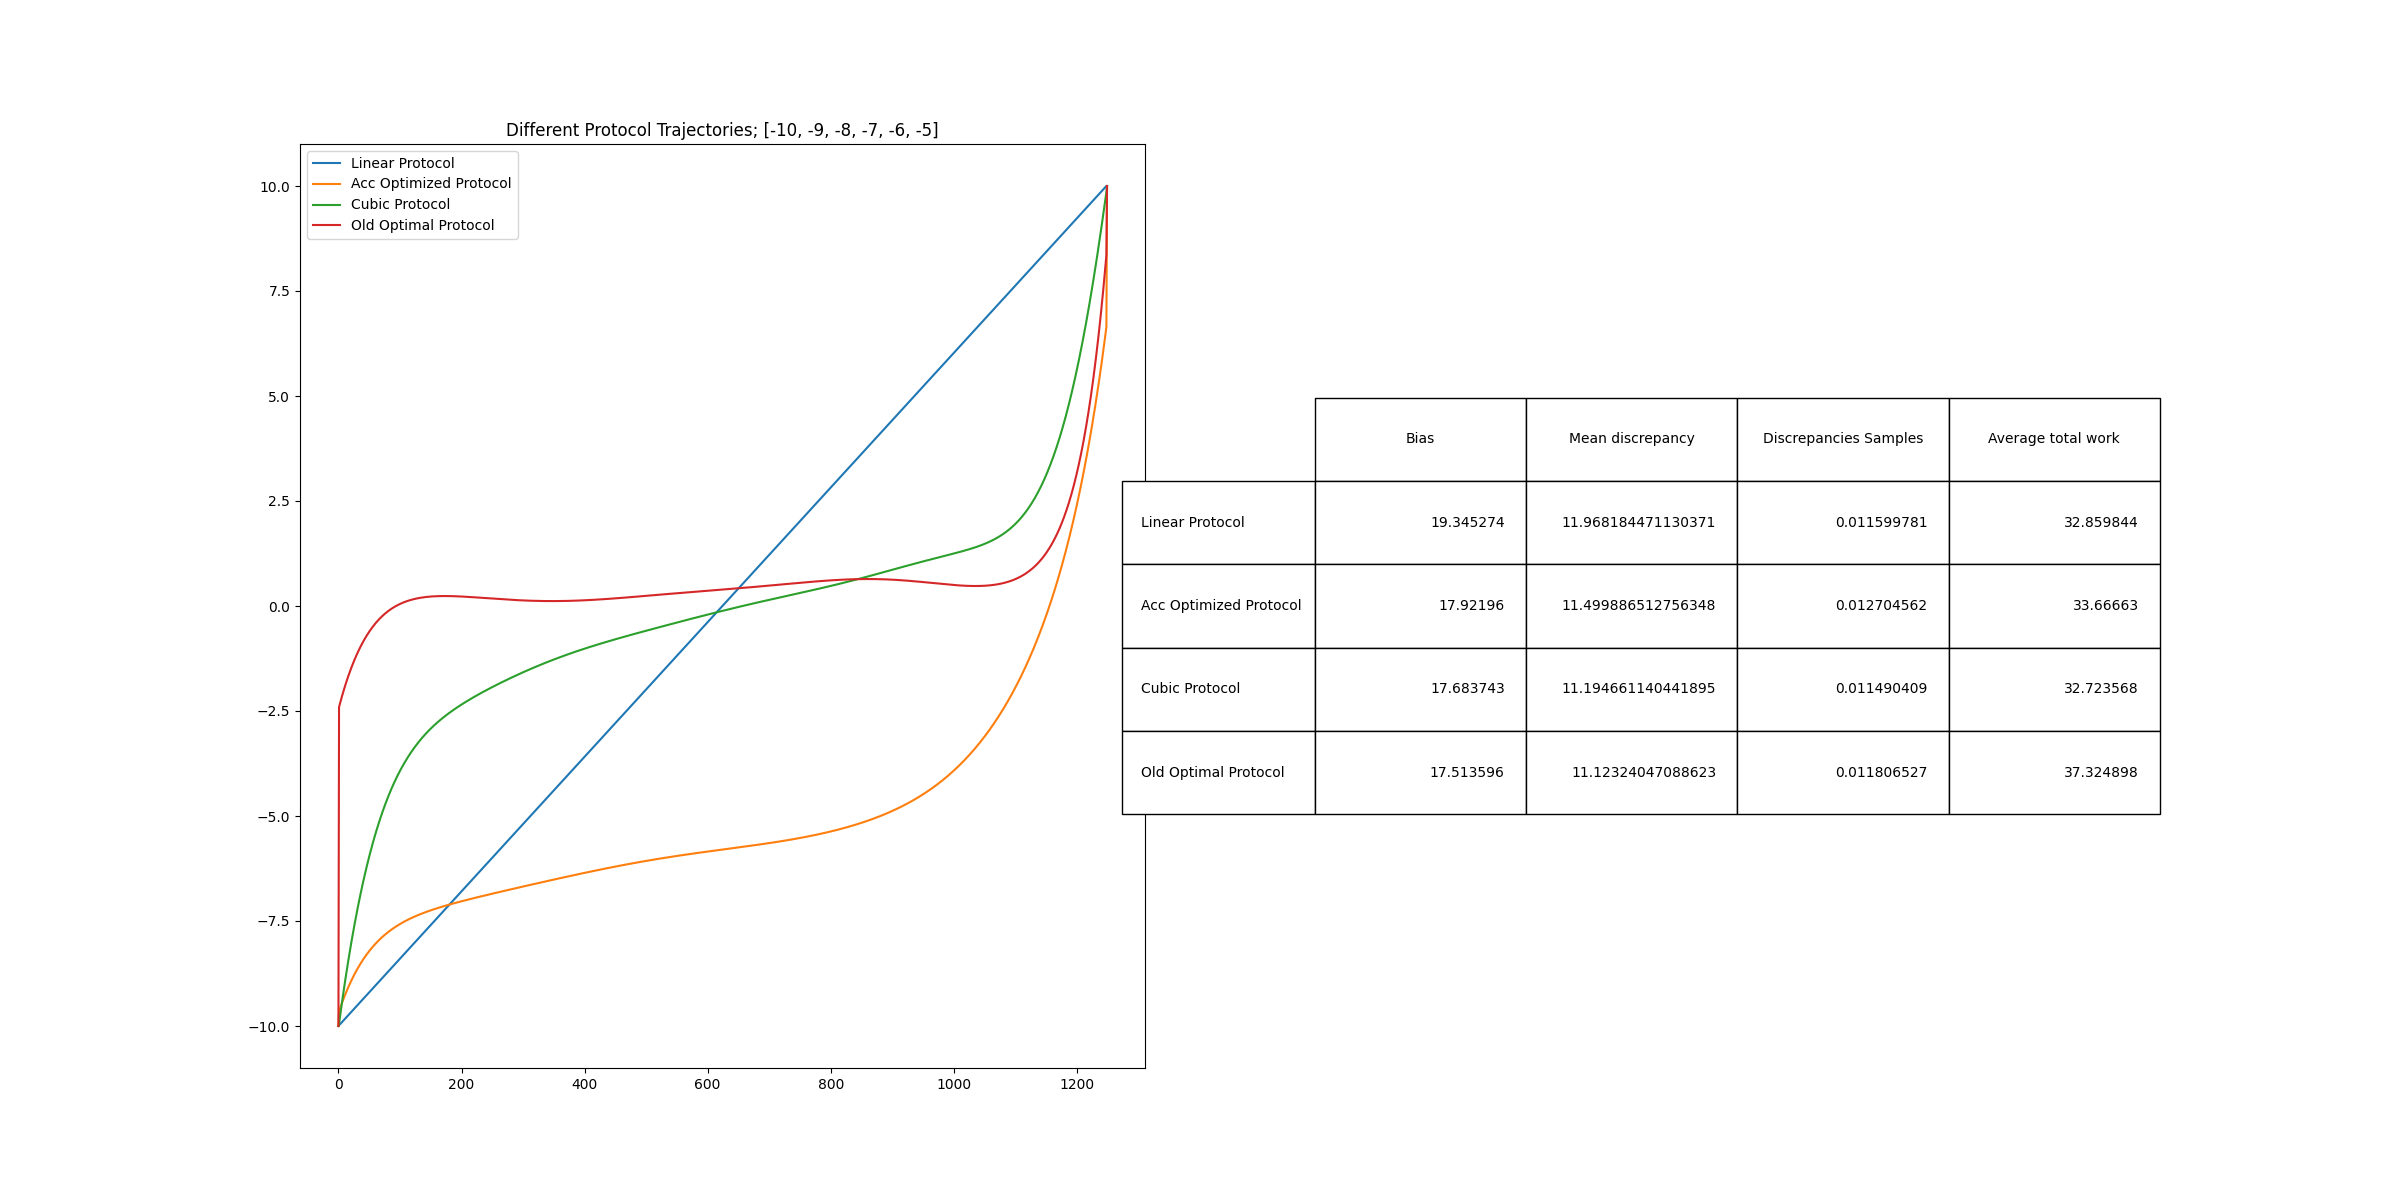 Different Protocol Trajectories; [-10, -9, -8, -7, -6, -5]
Linear Protocol
Acc Optimized Protocol
Cubic Protocol
Old Optimal Protocol
10.0
7.5
5.0
2.5
0.0
−2.5
−5.0
−7.5
−10.0
0 200 400 600 800 1000 1200
Bias Mean discrepancy Discrepancies Samples Average total work
Linear Protocol 19.345274 11.968184471130371 0.011599781 32.859844
Acc Optimized Protocol 17.92196 11.499886512756348 0.012704562 33.66663
Cubic Protocol 17.683743 11.194661140441895 0.011490409 32.723568
Old Optimal Protocol 17.513596 11.12324047088623 0.011806527 37.324898